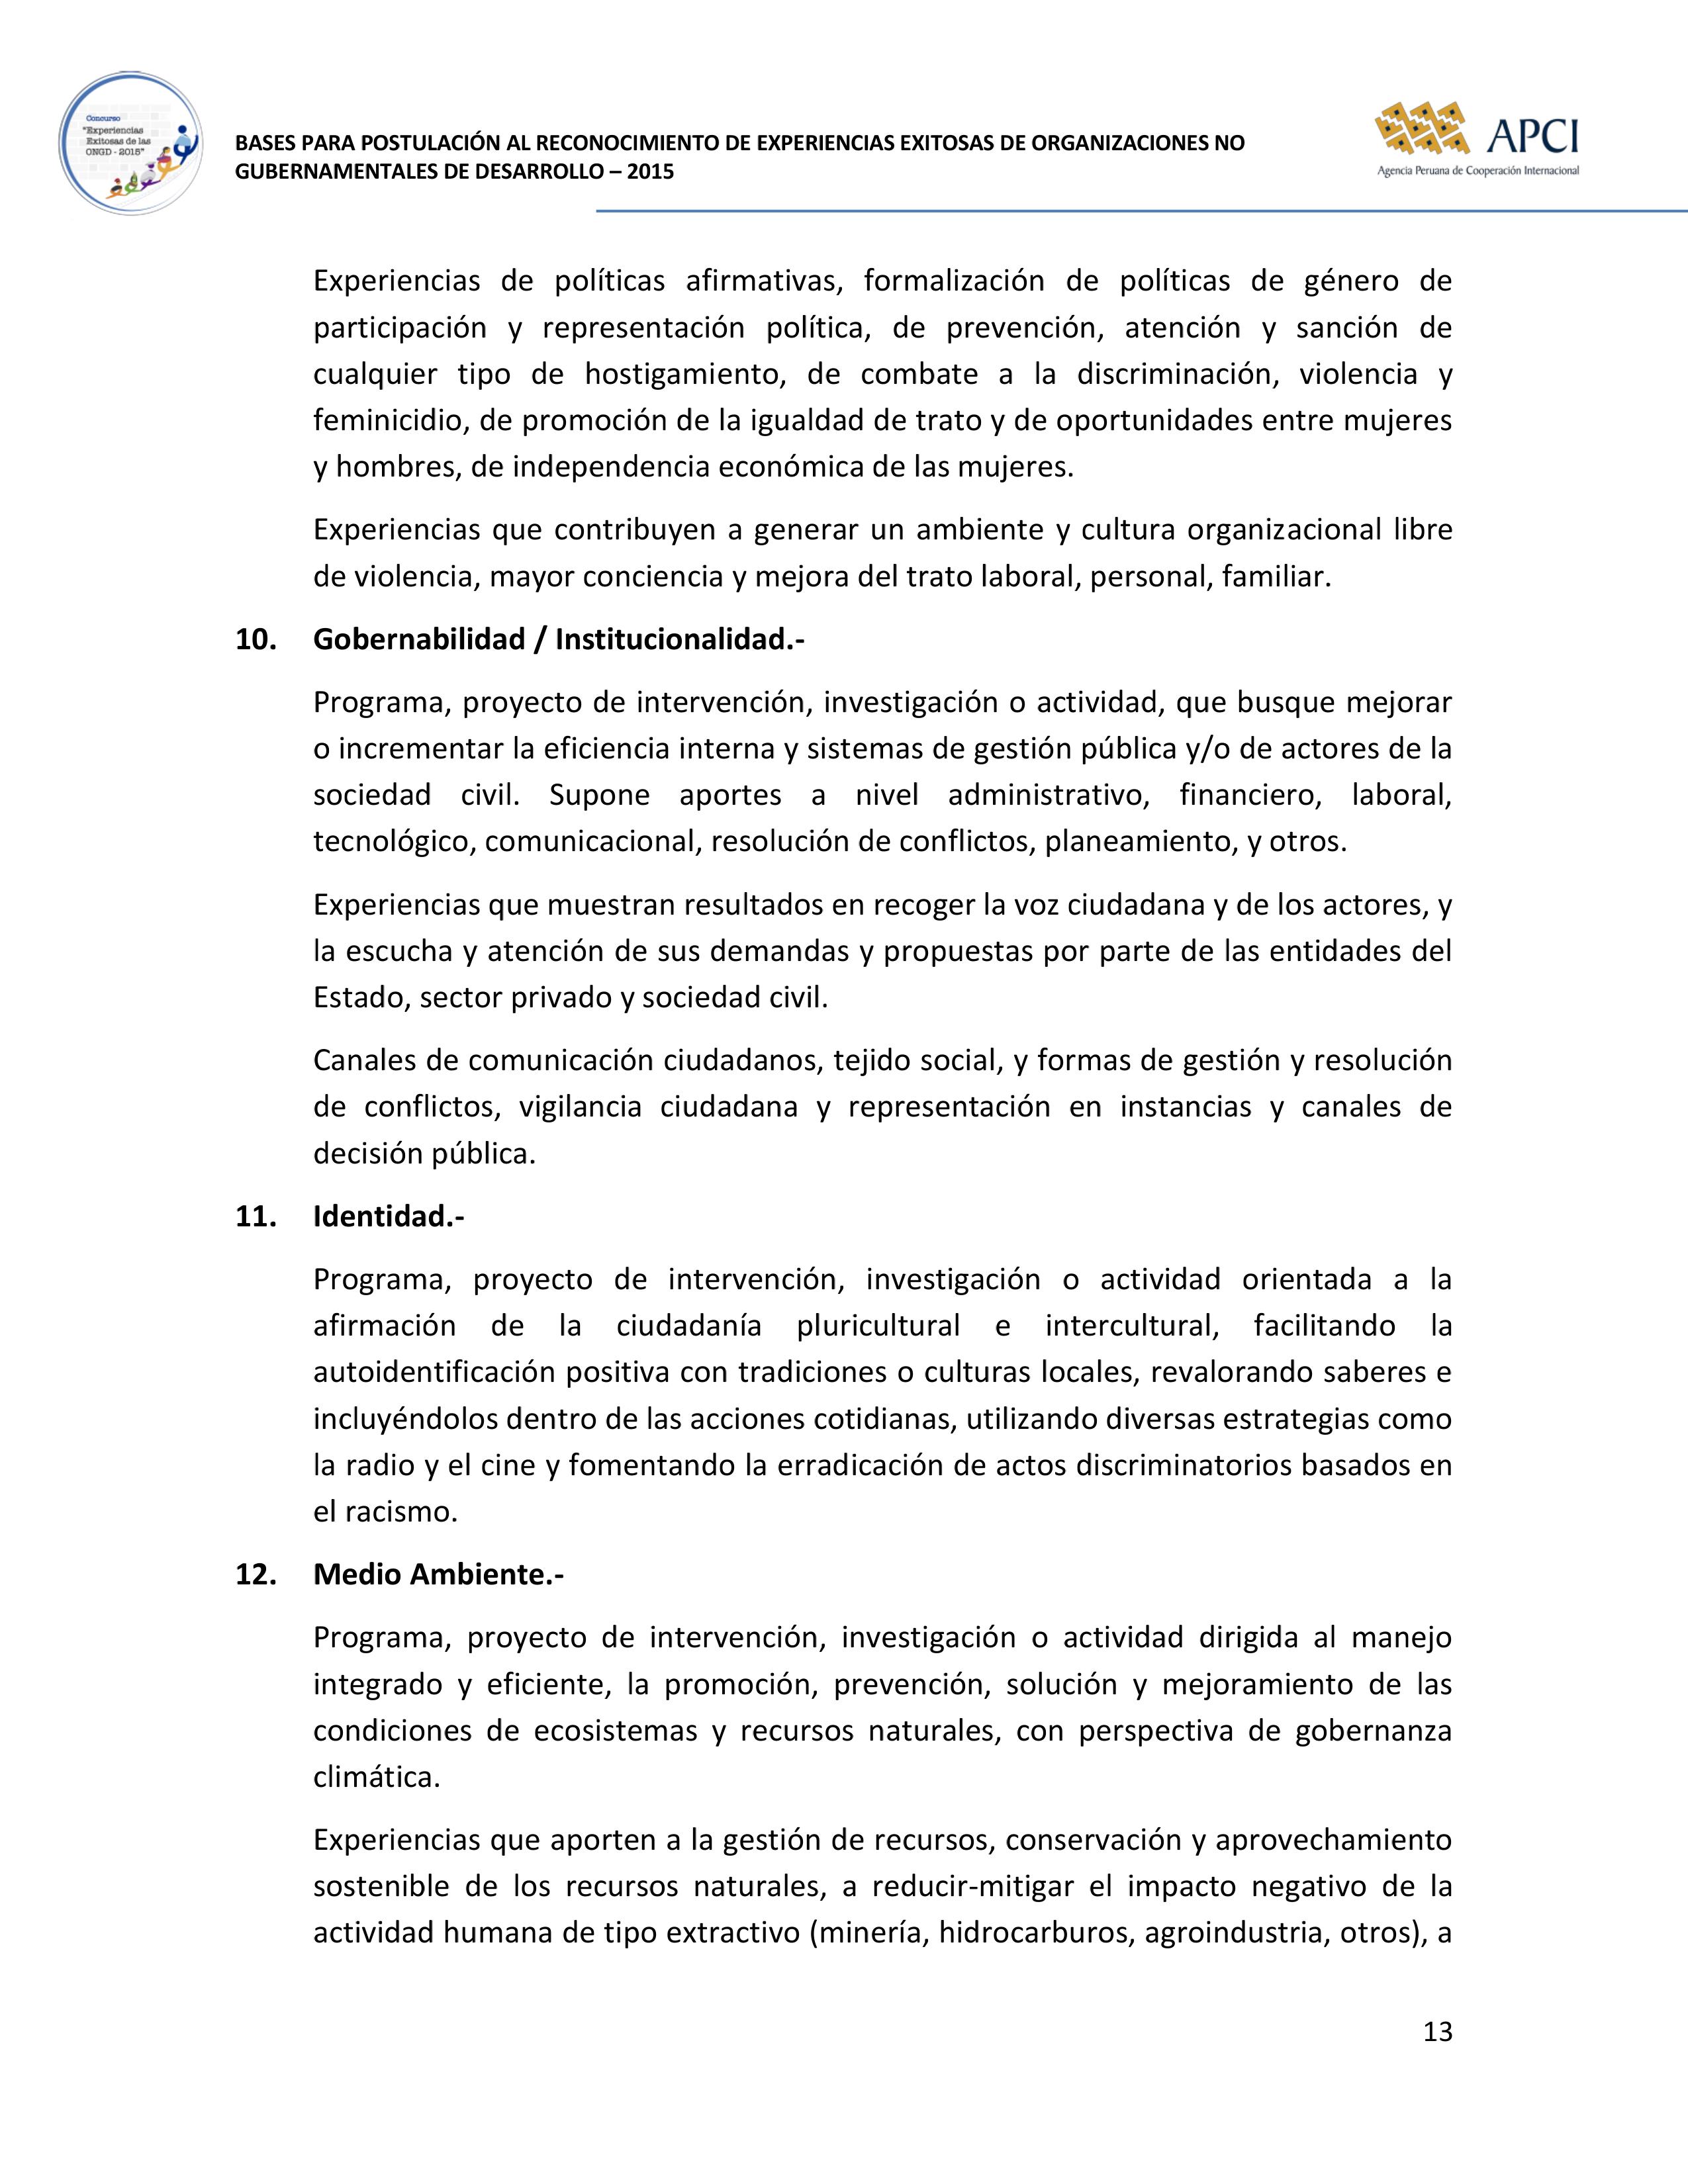 Concurso
"Experiencias
Exitosas de las
ONGD - 2015"
BASES PARA POSTULACIÓN AL RECONOCIMIENTO DE EXPERIENCIAS EXITOSAS DE ORGANIZACIONES NO
GUBERNAMENTALES DE DESARROLLO – 2015
APCI
Agencia Peruana de Cooperación Internacional
Experiencias de políticas afirmativas, formalización de políticas de género de
participación y representación política, de prevención, atención y sanción de
cualquier tipo de hostigamiento, de combate a la discriminación, violencia y
feminicidio, de promoción de la igualdad de trato y de oportunidades entre mujeres
y hombres, de independencia económica de las mujeres.
Experiencias que contribuyen a generar un ambiente y cultura organizacional libre
de violencia, mayor conciencia y mejora del trato laboral, personal, familiar.
10. Gobernabilidad / Institucionalidad.-
Programa, proyecto de intervención, investigación o actividad, que busque mejorar
o incrementar la eficiencia interna y sistemas de gestión pública y/o de actores de la
sociedad civil. Supone aportes a nivel administrativo, financiero, laboral,
tecnológico, comunicacional, resolución de conflictos, planeamiento, y otros.
Experiencias que muestran resultados en recoger la voz ciudadana y de los actores, y
la escucha y atención de sus demandas y propuestas por parte de las entidades del
Estado, sector privado y sociedad civil.
Canales de comunicación ciudadanos, tejido social, y formas de gestión y resolución
de conflictos, vigilancia ciudadana y representación en instancias y canales de
decisión pública.
11. Identidad.-
Programa, proyecto de intervención, investigación o actividad orientada a la
afirmación de la ciudadanía pluricultural e intercultural, facilitando la
autoidentificación positiva con tradiciones o culturas locales, revalorando saberes e
incluyéndolos dentro de las acciones cotidianas, utilizando diversas estrategias como
la radio y el cine y fomentando la erradicación de actos discriminatorios basados en
el racismo.
12. Medio Ambiente.-
Programa, proyecto de intervención, investigación o actividad dirigida al manejo
integrado y eficiente, la promoción, prevención, solución y mejoramiento de las
condiciones de ecosistemas y recursos naturales, con perspectiva de gobernanza
climática.
Experiencias que aporten a la gestión de recursos, conservación y aprovechamiento
sostenible de los recursos naturales, a reducir-mitigar el impacto negativo de la
actividad humana de tipo extractivo (minería, hidrocarburos, agroindustria, otros), a
13